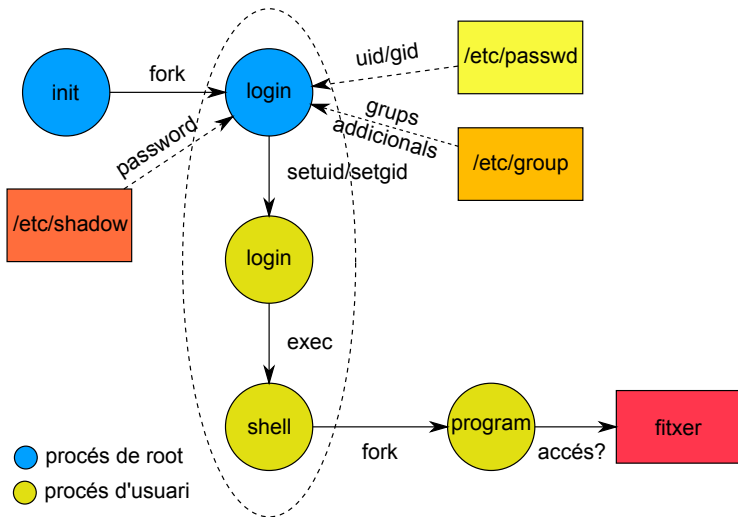 uid/gid
/etc/passwd
fork
init
login
grups
addicionals
password
/etc/group
setuid/setgid
/etc/shadow
login
exec
shell
program
fitxer
fork
accés?
procés de root
procés d'usuari